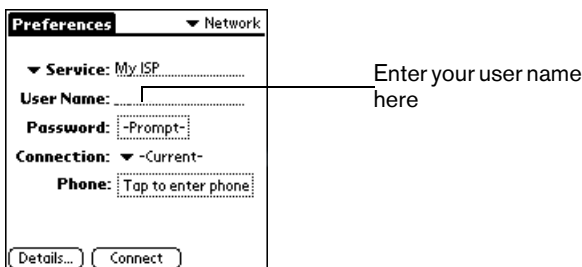 Preferences ▼ Network
▼ Service: My ISP
User Name:
Enter your user name
here
Password: -Prompt-
Connection: ▼ -Current-
Phone: Tap to enter phone
Details... Connect